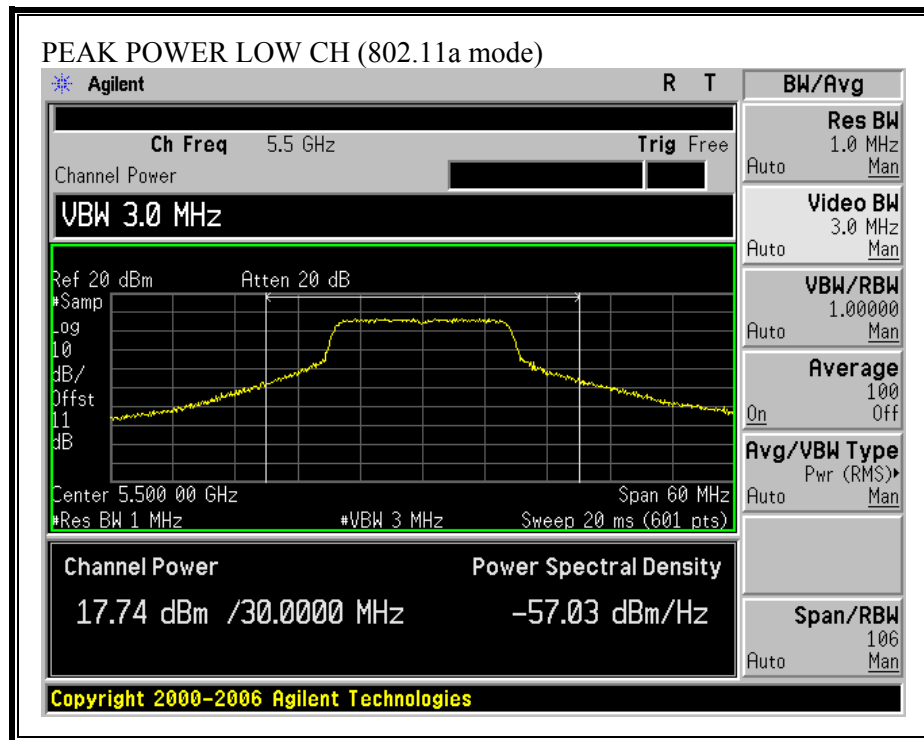 PEAK POWER LOW CH (802.11a mode)
Agilent
R T
Ch Freq 5.5 GHz
Trig Free
Channel Power
VBW 3.0 MHz
Ref 20 dBm
Atten 20 dB
#Samp
Log
10
dB/
Offst
11
dB
Center 5.500 00 GHz
Span 60 MHz
#Res BW 1 MHz
#VBW 3 MHz
Sweep 20 ms (601 pts)
Channel Power
Power Spectral Density
17.74 dBm /30.0000 MHz
-57.03 dBm/Hz
Copyright 2000-2006 Agilent Technologies
BW/Avg
Res BW
1.0 MHz
Auto Man
Video BW
3.0 MHz
Auto Man
VBW/RBW
1.00000
Auto Man
Average
100
On Off
Avg/VBW Type
Pwr (RMS)▸
Auto Man
Span/RBW
106
Auto Man